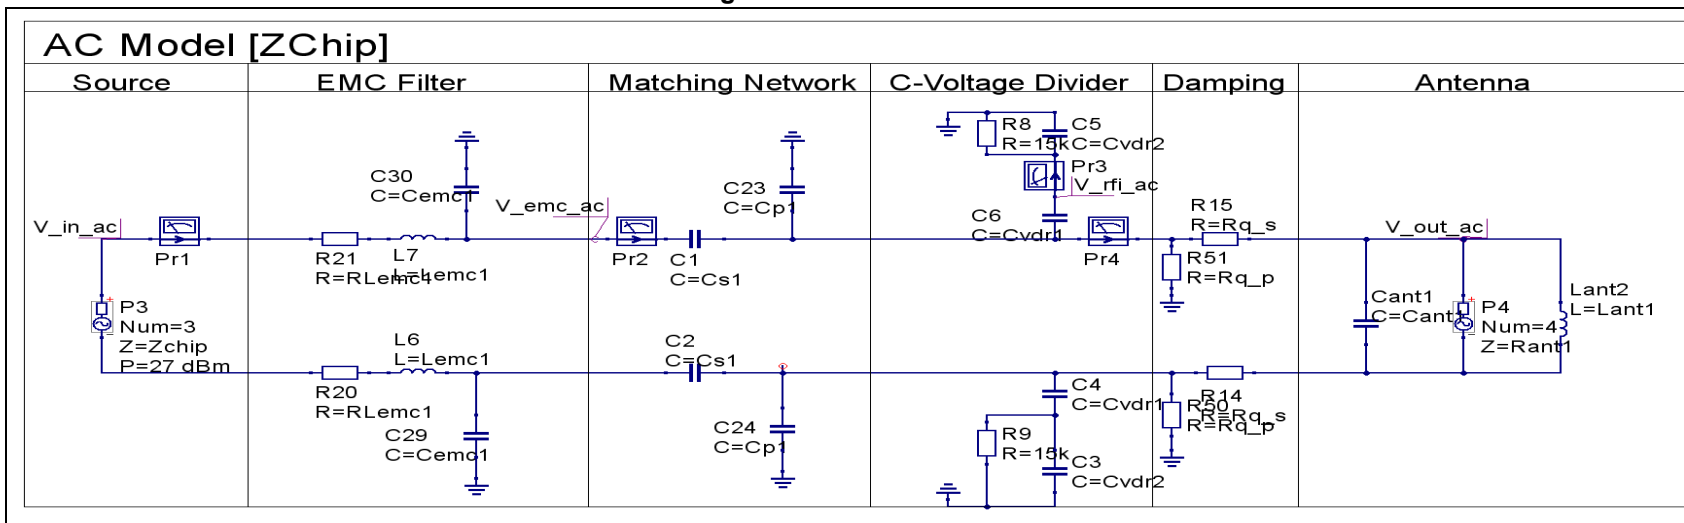 g
AC Model [ZChip]
Source
EMC Filter
Matching Network
C-Voltage Divider
Damping
Antenna
V_in_ac
Pr1
P3
Num=3
Z=Zchip
P=27 dBm
C30
C=Cemc1
R21
R=RLemc1
L7
L=Lemc1
L6
L=Lemc1
R20
R=RLemc1
C29
C=Cemc1
V_emc_ac
Pr2
C1
C=Cs1
C23
C=Cp1
C2
C=Cs1
C24
C=Cp1
R8
R=15k
C5
C=Cvdr2
Pr3
V_rfi_ac
C6
C=Cvdr1
Pr4
C4
C=Cvdr1
R9
R=15k
C3
C=Cvdr2
R15
R=Rq_s
R51
R=Rq_p
R14
R=Rq_s
R50
R=Rq_p
V_out_ac
Cant1
C=Cant1
P4
Num=4
Z=Rant1
Lant2
L=Lant1